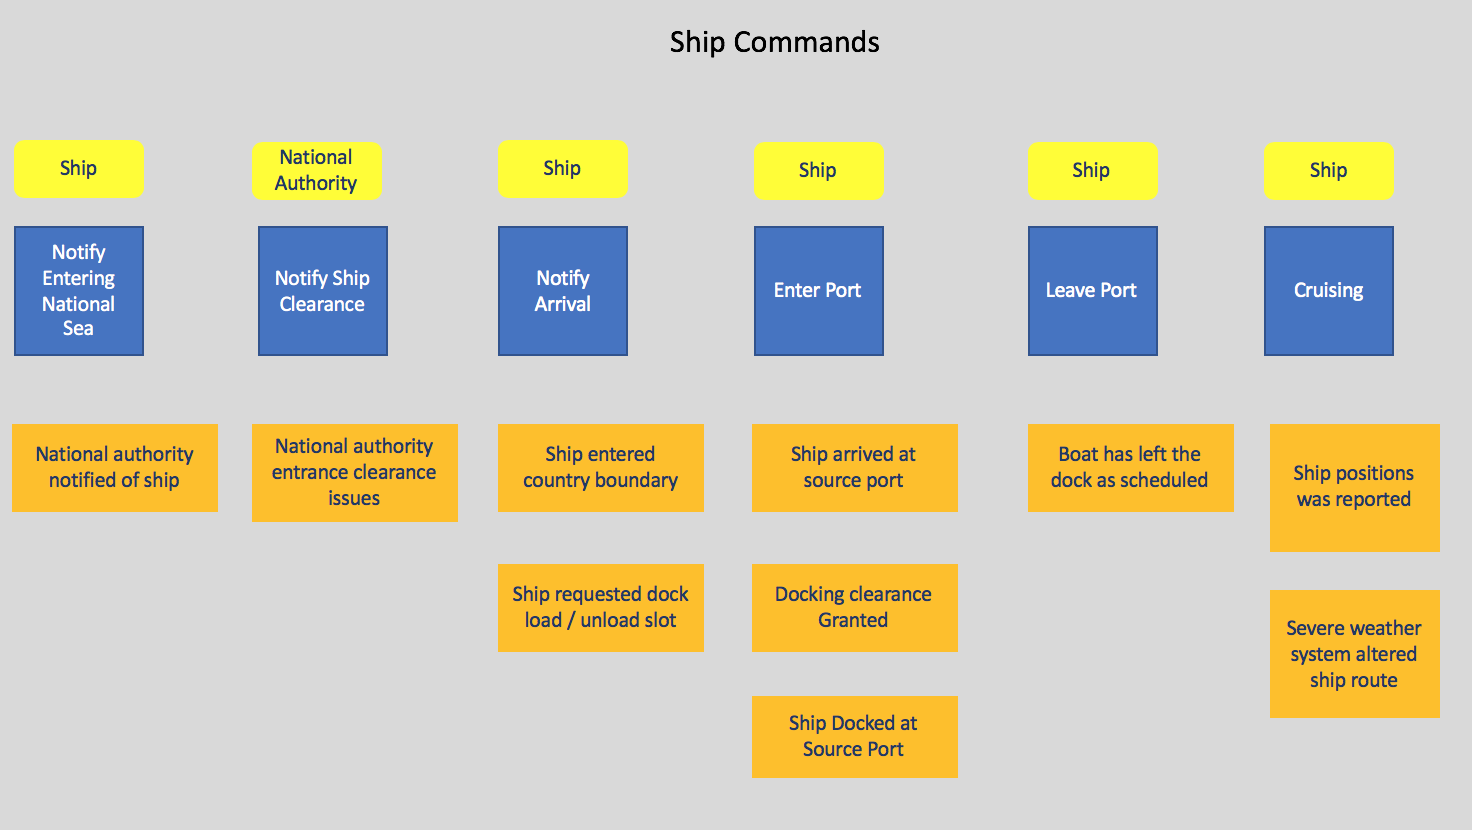 Ship Commands
Ship
National
Authority
Ship
Ship
Ship
Ship
Notify
Entering
National
Sea
Notify Ship
Clearance
Notify
Arrival
Enter Port
Leave Port
Cruising
National authority
notified of ship
National authority
entrance clearance
issues
Ship entered
country boundary
Ship arrived at
source port
Boat has left the
dock as scheduled
Ship positions
was reported
Ship requested dock
load / unload slot
Docking clearance
Granted
Severe weather
system altered
ship route
Ship Docked at
Source Port